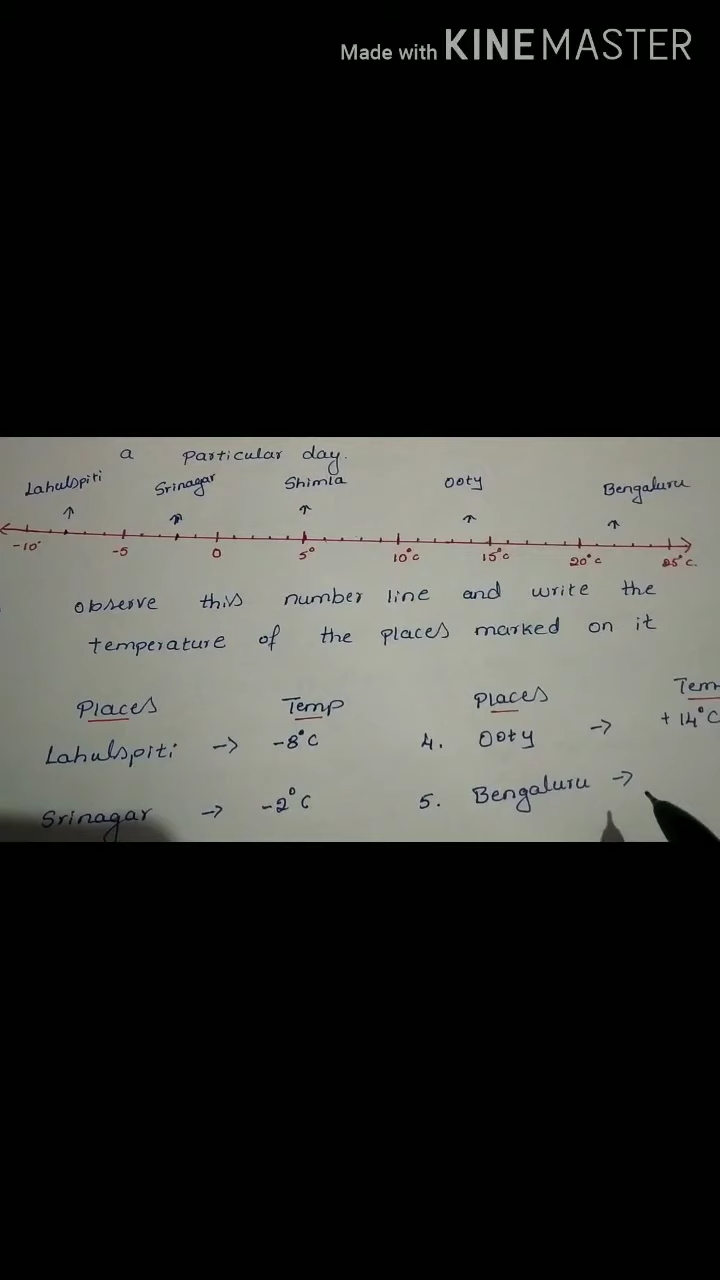 Made with KINEMASTER
a particular day.
Lahulspiti Srinagar Shimla Ooty Bengaluru
-10° -5 0 5° 10°C 15°C 20°C 25°C.
observe this number line and write the
temperature of the places marked on it
Places Temp Places Tem
Lahulspiti → -8°C 4. Ooty → +14°C
Srinagar → -2°C 5. Bengaluru →